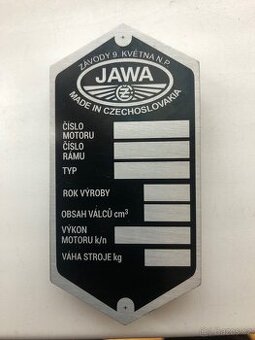 ZÁVODY 9. KVĚTNA N.P.
JAWA
MADE IN CZECHOSLOVAKIA
ČÍSLO
MOTORU
ČÍSLO
RÁMU
TYP
ROK VÝROBY
OBSAH VÁLCŮ cm³
VÝKON
MOTORU k/n
VÁHA STROJE kg